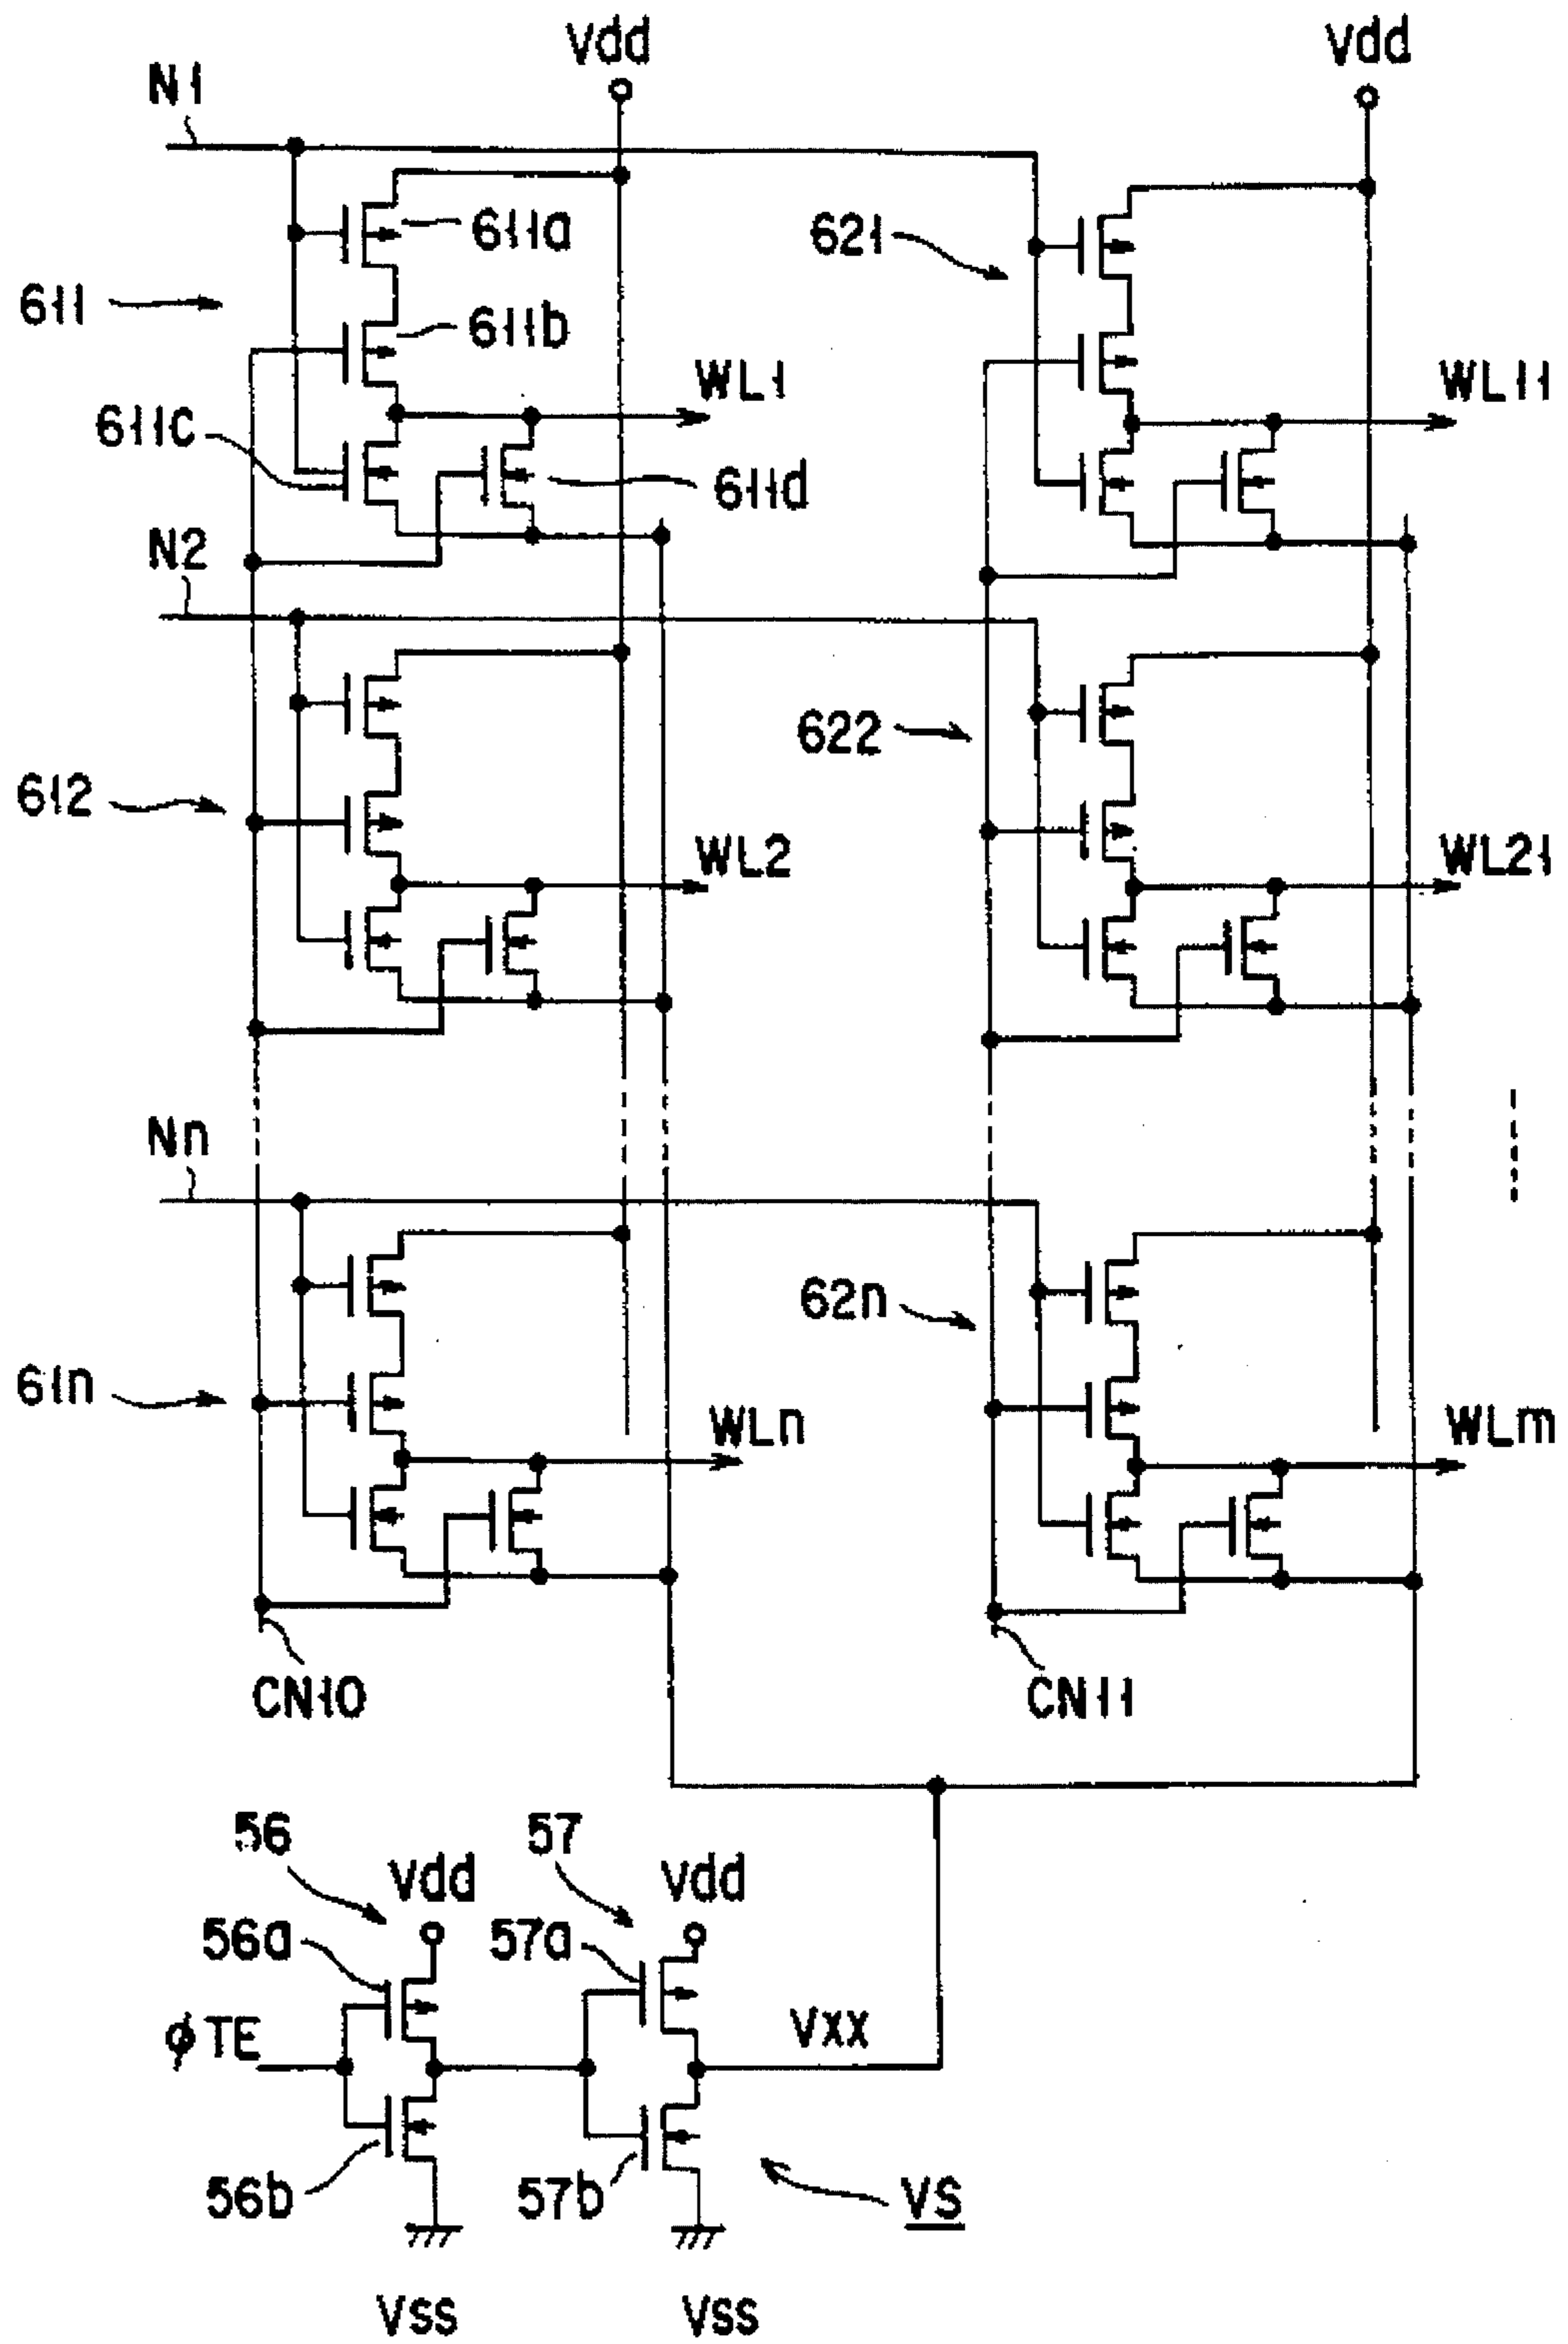 Vdd
Vdd
N1
611a
621
611
611b
WL1
WL11
611c
611d
N2
622
612
WL2
WL21
Nn
62n
61n
WLn
WLm
CN10
CN11
56
57
Vdd
Vdd
56a
57a
φTE
Vxx
56b
57b
VS
VSS
VSS